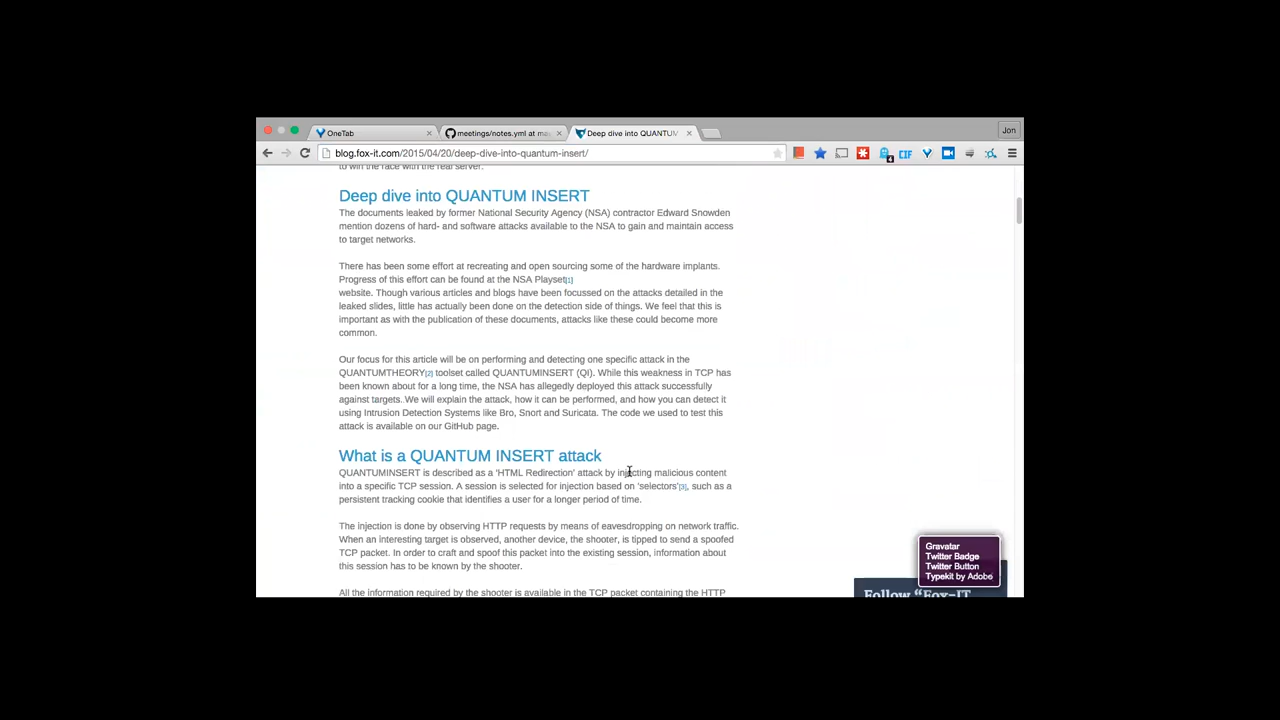 OneTab
meetings/notes.yml at ma
Deep dive into QUANTUM
Jon
blog.fox-it.com/2015/04/20/deep-dive-into-quantum-insert/
4
CIF
to win the race with the real server.
Deep dive into QUANTUM INSERT
The documents leaked by former National Security Agency (NSA) contractor Edward Snowden
mention dozens of hard- and software attacks available to the NSA to gain and maintain access
to target networks.
There has been some effort at recreating and open sourcing some of the hardware implants.
Progress of this effort can be found at the NSA Playset[1]
website. Though various articles and blogs have been focussed on the attacks detailed in the
leaked slides, little has actually been done on the detection side of things. We feel that this is
important as with the publication of these documents, attacks like these could become more
common.
Our focus for this article will be on performing and detecting one specific attack in the
QUANTUMTHEORY[2] toolset called QUANTUMINSERT (QI). While this weakness in TCP has
been known about for a long time, the NSA has allegedly deployed this attack successfully
against targets. We will explain the attack, how it can be performed, and how you can detect it
using Intrusion Detection Systems like Bro, Snort and Suricata. The code we used to test this
attack is available on our GitHub page.
What is a QUANTUM INSERT attack
QUANTUMINSERT is described as a 'HTML Redirection' attack by injecting malicious content
into a specific TCP session. A session is selected for injection based on 'selectors'[3], such as a
persistent tracking cookie that identifies a user for a longer period of time.
The injection is done by observing HTTP requests by means of eavesdropping on network traffic.
When an interesting target is observed, another device, the shooter, is tipped to send a spoofed
TCP packet. In order to craft and spoof this packet into the existing session, information about
this session has to be known by the shooter.
All the information required by the shooter is available in the TCP packet containing the HTTP
Gravatar
Twitter Badge
Twitter Button
Typekit by Adobe
Follow “Fox-IT